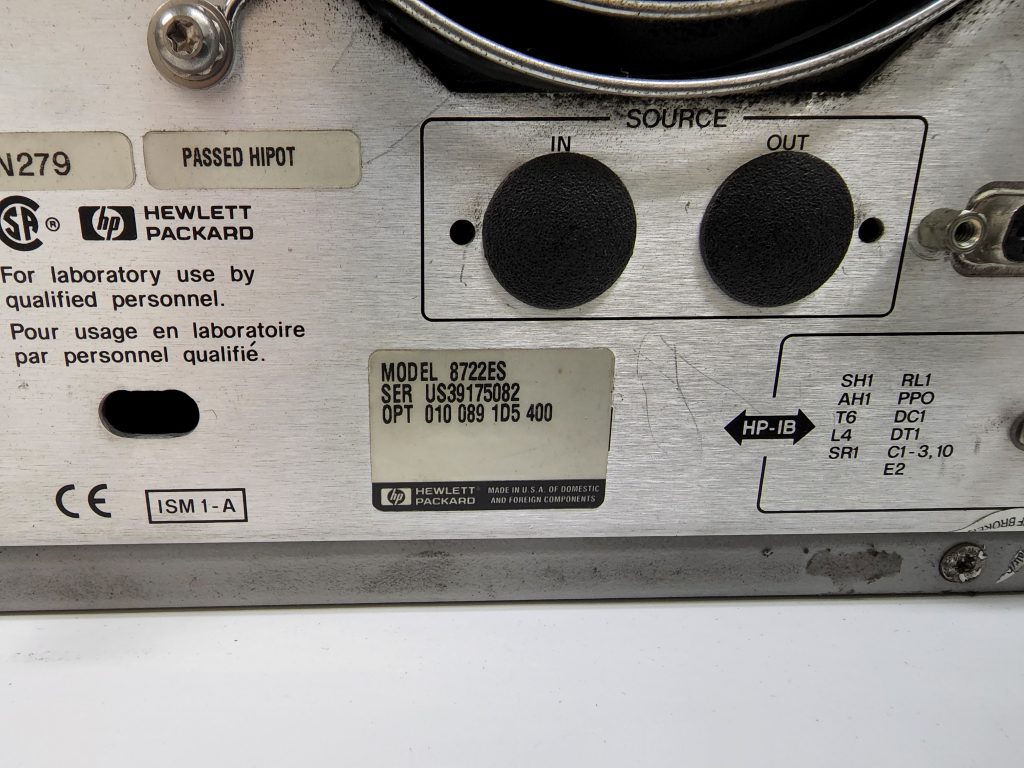 SOURCE
IN OUT
N279
PASSED HIPOT
SA ®
hp HEWLETT
PACKARD
For laboratory use by
qualified personnel.
Pour usage en laboratoire
par personnel qualifié.
CE
ISM 1-A
MODEL 8722ES
SER US39175082
OPT 010 089 1D5 400
hp HEWLETT
PACKARD
MADE IN U.S.A. OF DOMESTIC
AND FOREIGN COMPONENTS
HP-IB
SH1 RL1
AH1 PPO
T6 DC1
L4 DT1
SR1 C1-3,10
E2